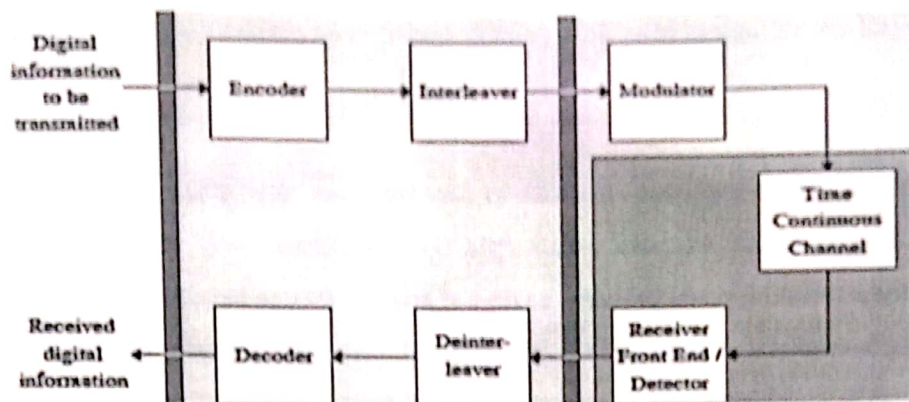 Digital
information
to be
transmitted
Encoder
Interleaver
Modulator
Time
Continuous
Channel
Received
digital
information
Decoder
Deinter-
leaver
Receiver
Front End /
Detector